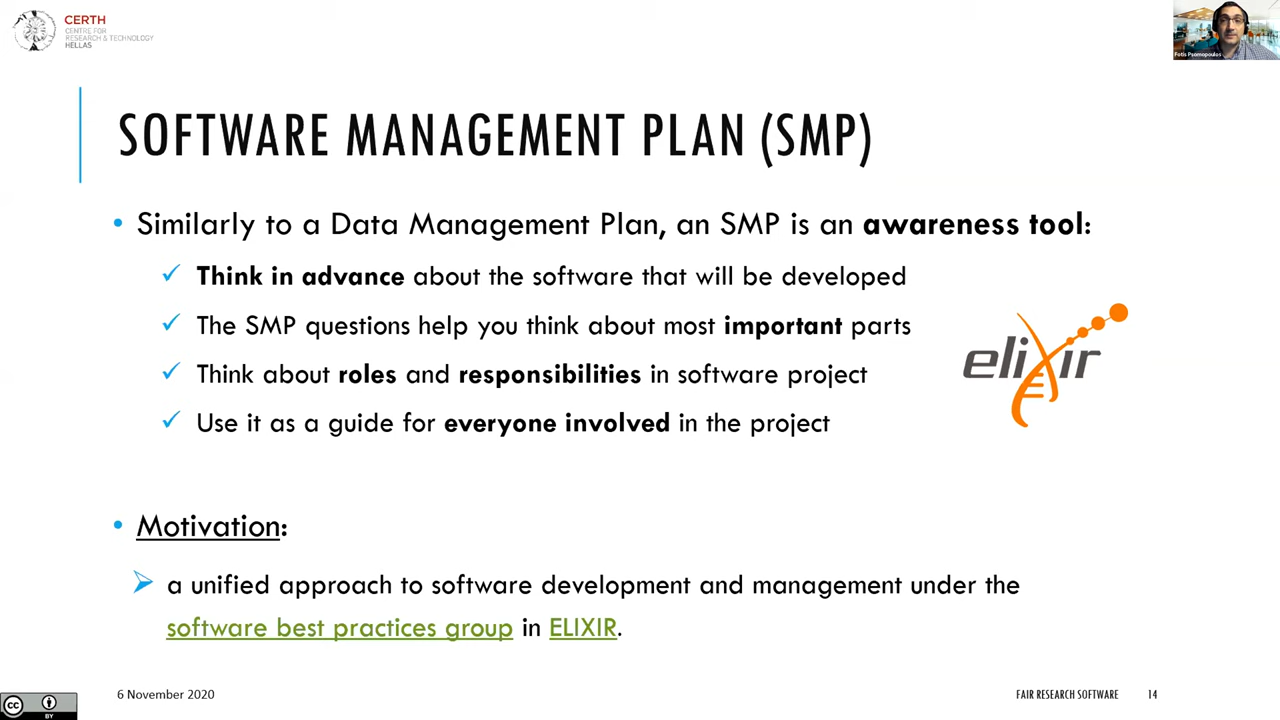 CERTH
CENTRE FOR
RESEARCH & TECHNOLOGY
HELLAS
Fotis Psomopoulos
SOFTWARE MANAGEMENT PLAN (SMP)
• Similarly to a Data Management Plan, an SMP is an awareness tool:
✓ Think in advance about the software that will be developed
✓ The SMP questions help you think about most important parts
✓ Think about roles and responsibilities in software project
✓ Use it as a guide for everyone involved in the project
elixir
• Motivation:
➢ a unified approach to software development and management under the
software best practices group in ELIXIR.
cc BY
6 November 2020
FAIR RESEARCH SOFTWARE
14